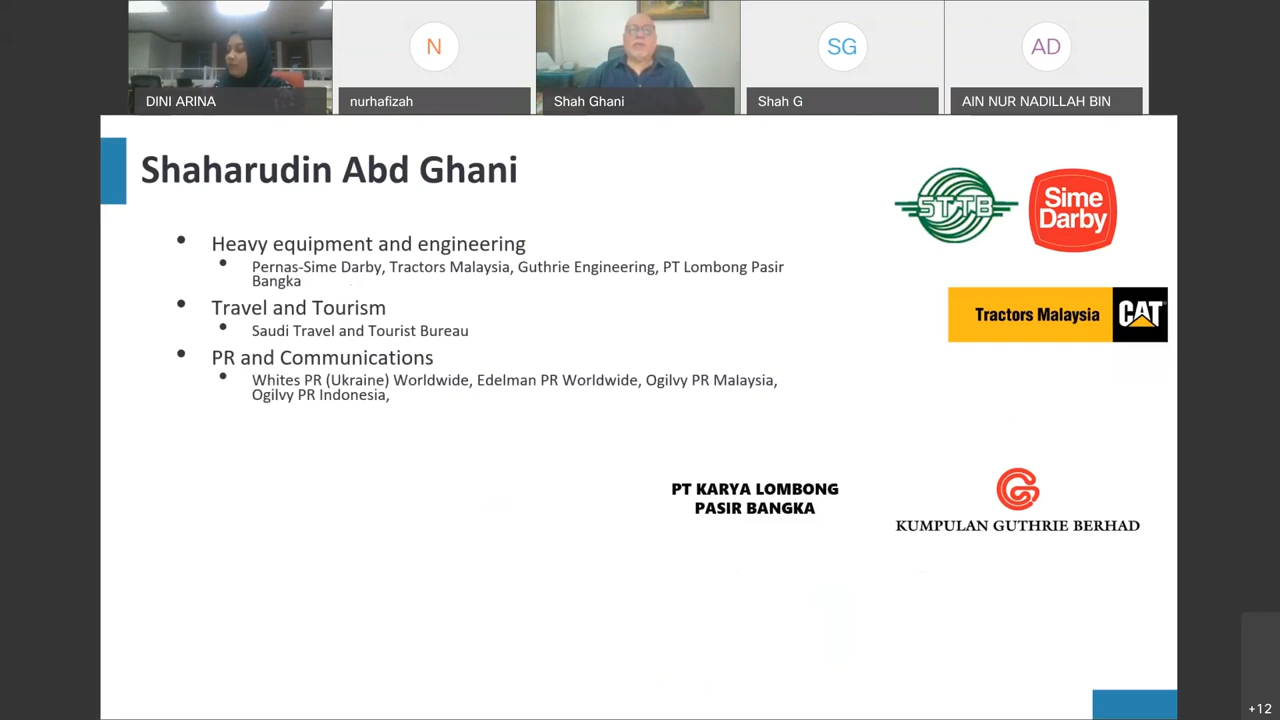 N
SG
AD
DINI ARINA
nurhafizah
Shah Ghani
Shah G
AIN NUR NADILLAH BIN
Shaharudin Abd Ghani
STTB
Sime
Darby
• Heavy equipment and engineering
• Pernas-Sime Darby, Tractors Malaysia, Guthrie Engineering, PT Lombong Pasir
Bangka
• Travel and Tourism
• Saudi Travel and Tourist Bureau
• PR and Communications
• Whites PR (Ukraine) Worldwide, Edelman PR Worldwide, Ogilvy PR Malaysia,
Ogilvy PR Indonesia,
Tractors Malaysia CAT
PT KARYA LOMBONG
PASIR BANGKA
G
KUMPULAN GUTHRIE BERHAD
+12